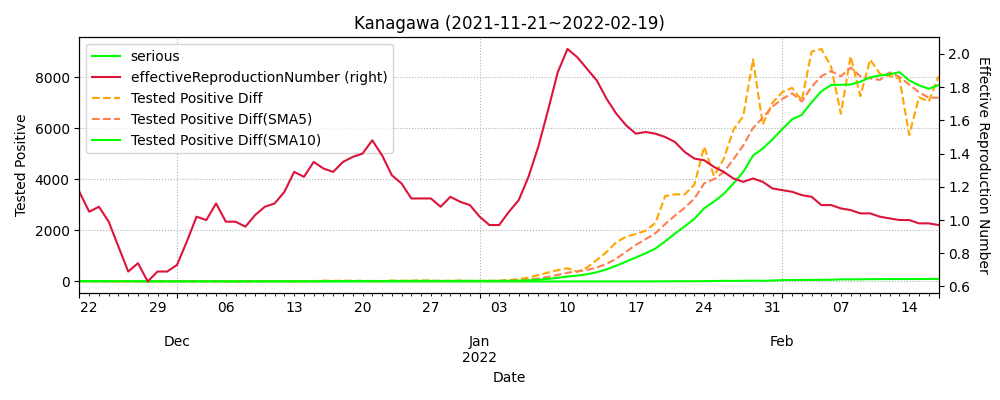 Kanagawa (2021-11-21~2022-02-19)
serious
effectiveReproductionNumber (right)
Tested Positive Diff
Tested Positive Diff(SMA5)
Tested Positive Diff(SMA10)
Tested Positive
8000
6000
4000
2000
0
Effective Reproduction Number
2.0
1.8
1.6
1.4
1.2
1.0
0.8
0.6
22 29 06 13 20 27 03 10 17 24 31 07 14
Dec Jan Feb
2022
Date